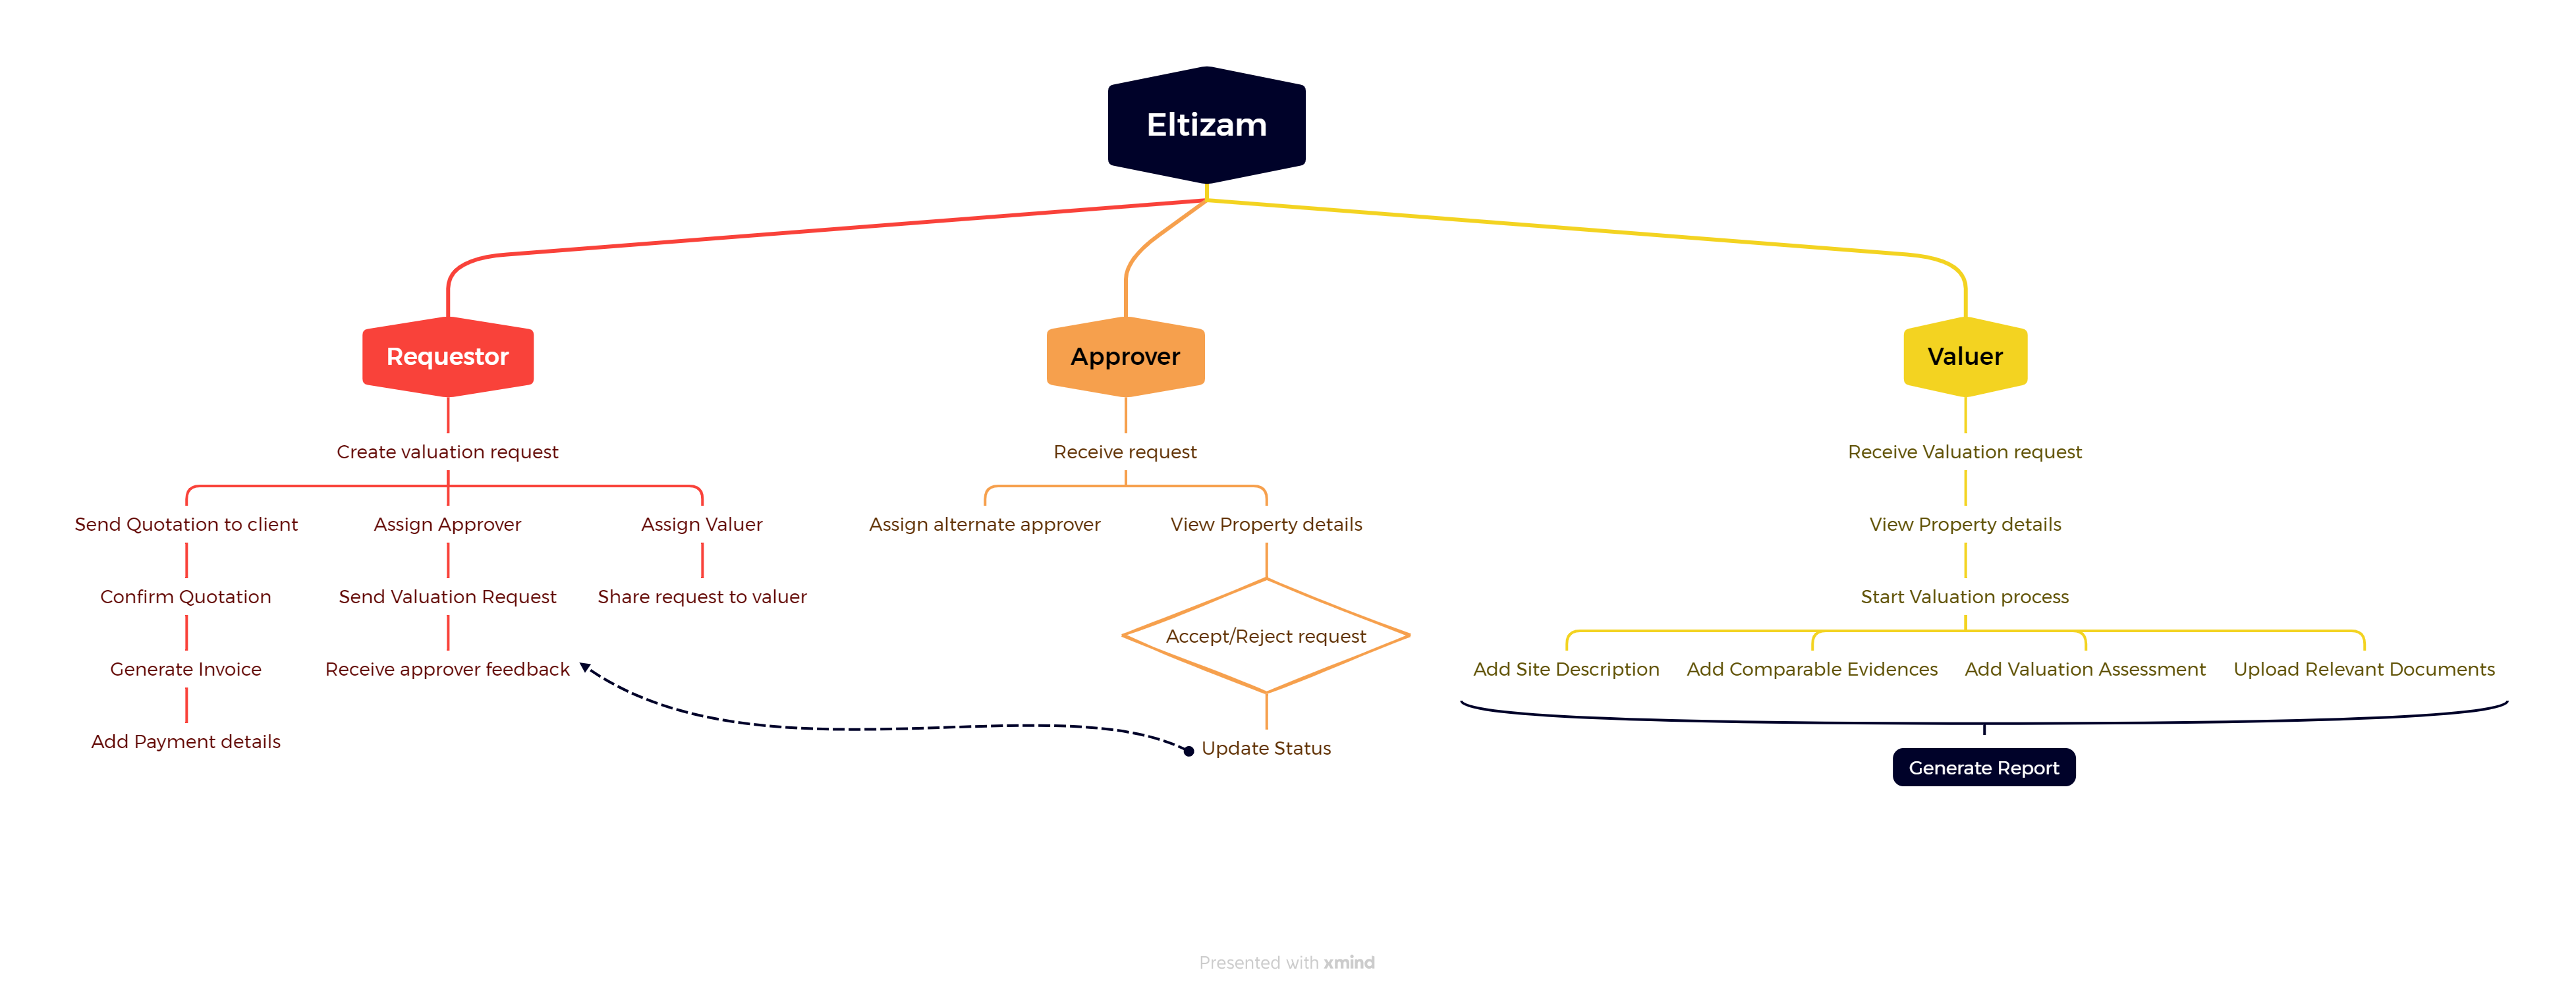 Eltizam
Requestor
Approver
Valuer
Create valuation request
Receive request
Receive Valuation request
Send Quotation to client
Assign Approver
Assign Valuer
Assign alternate approver
View Property details
View Property details
Confirm Quotation
Send Valuation Request
Share request to valuer
Start Valuation process
Accept/Reject request
Generate Invoice
Receive approver feedback
Add Site Description
Add Comparable Evidences
Add Valuation Assessment
Upload Relevant Documents
Add Payment details
Update Status
Generate Report
Presented with xmind